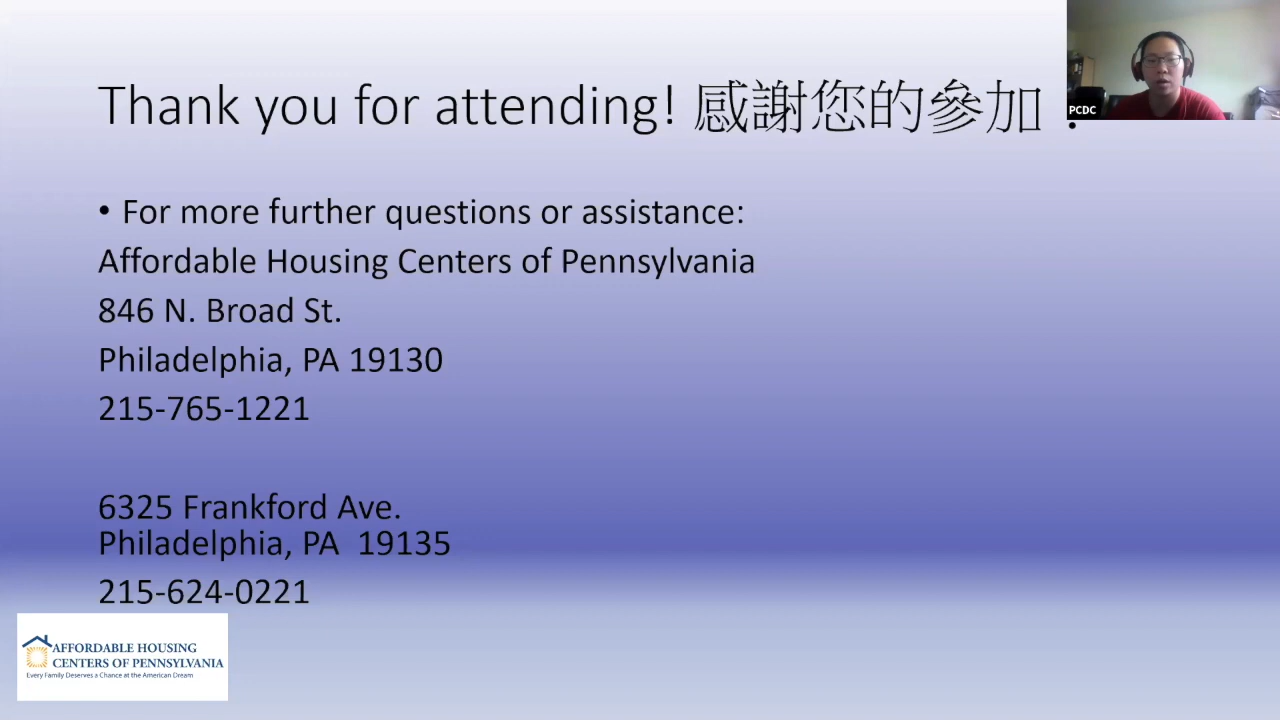 Thank you for attending! 感謝您的參加！
PCDC
• For more further questions or assistance:
Affordable Housing Centers of Pennsylvania
846 N. Broad St.
Philadelphia, PA 19130
215-765-1221
6325 Frankford Ave.
Philadelphia, PA  19135
215-624-0221
AFFORDABLE HOUSING
CENTERS OF PENNSYLVANIA
Every Family Deserves a Chance at the American Dream